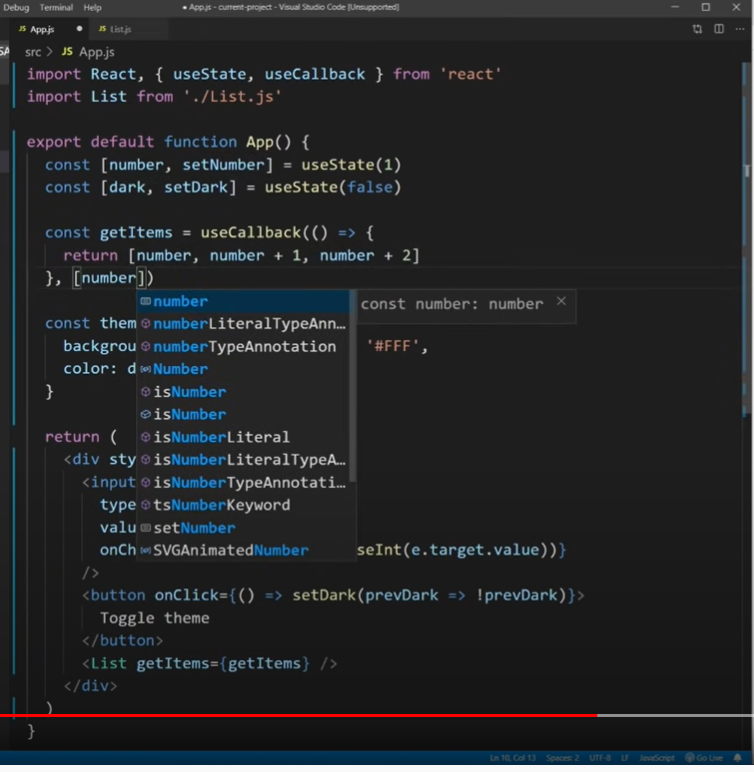 Debug Terminal Help ● App.js - current-project - Visual Studio Code [Unsupported]
JS App.js ● JS List.js
SA src > JS App.js
import React, { useState, useCallback } from 'react'
import List from './List.js'
export default function App() {
const [number, setNumber] = useState(1)
const [dark, setDark] = useState(false)
const getItems = useCallback(() => {
return [number, number + 1, number + 2]
}, [number])
number const number: number
const them numberLiteralTypeAnn…
backgrou numberTypeAnnotation '#FFF',
color: d Number
} isNumber
isNumber
return ( isNumberLiteral
<div sty isNumberLiteralTypeA…
<input isNumberTypeAnnotati…
type tsNumberKeyword
valu setNumber
onCh SVGAnimatedNumber seInt(e.target.value))}
/>
<button onClick={() => setDark(prevDark => !prevDark)}>
Toggle theme
</button>
<List getItems={getItems} />
</div>
)
}
Ln 10, Col 13 Spaces: 2 UTF-8 LF JavaScript Go Live